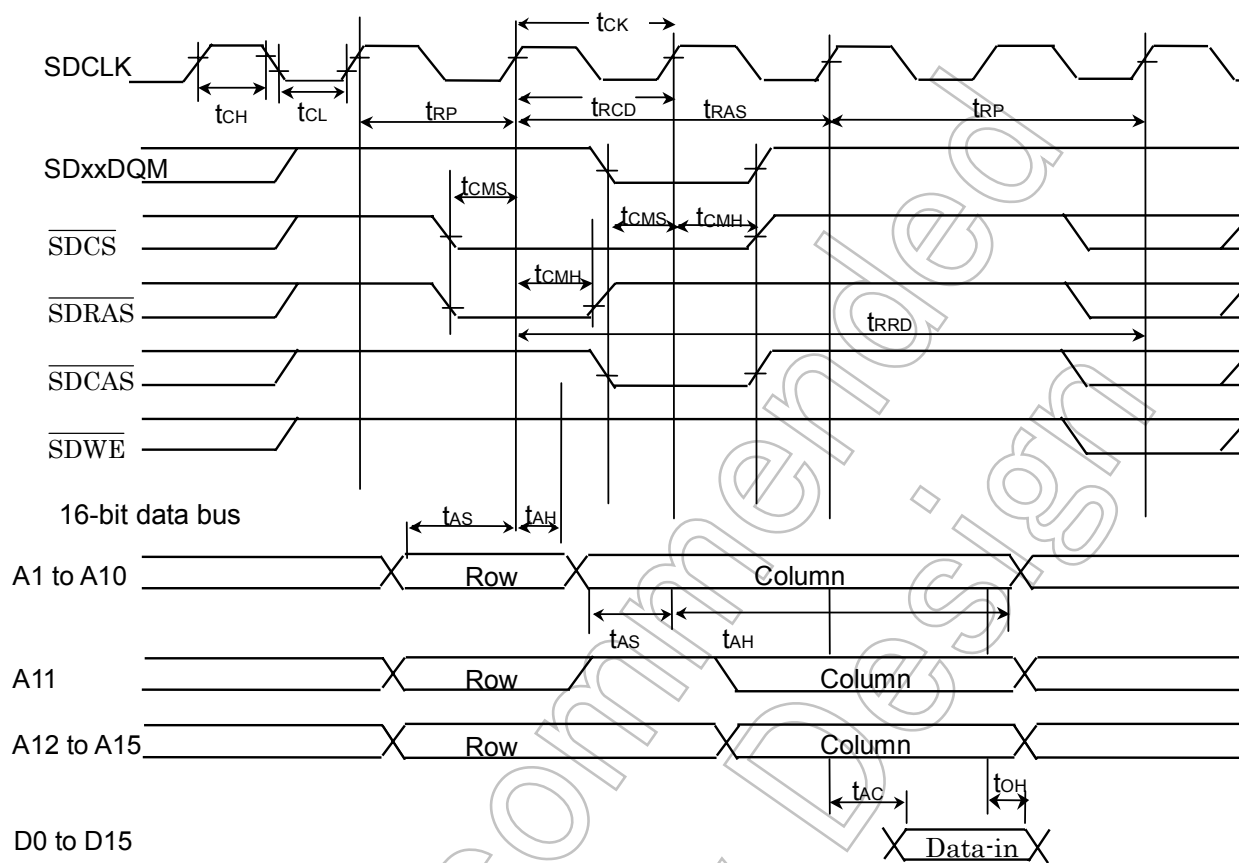 tCK
SDCLK
tCH
tCL
tRP
tRCD
tRAS
tRP
SDxxDQM
tCMS
tCMS
tCMH
SDCS
tCMH
SDRAS
tRRD
SDCAS
SDWE
16-bit data bus
tAS
tAH
A1 to A10
Row
Column
tAS
tAH
A11
Row
Column
A12 to A15
Row
Column
tAC
tOH
D0 to D15
Data-in
commended
Design